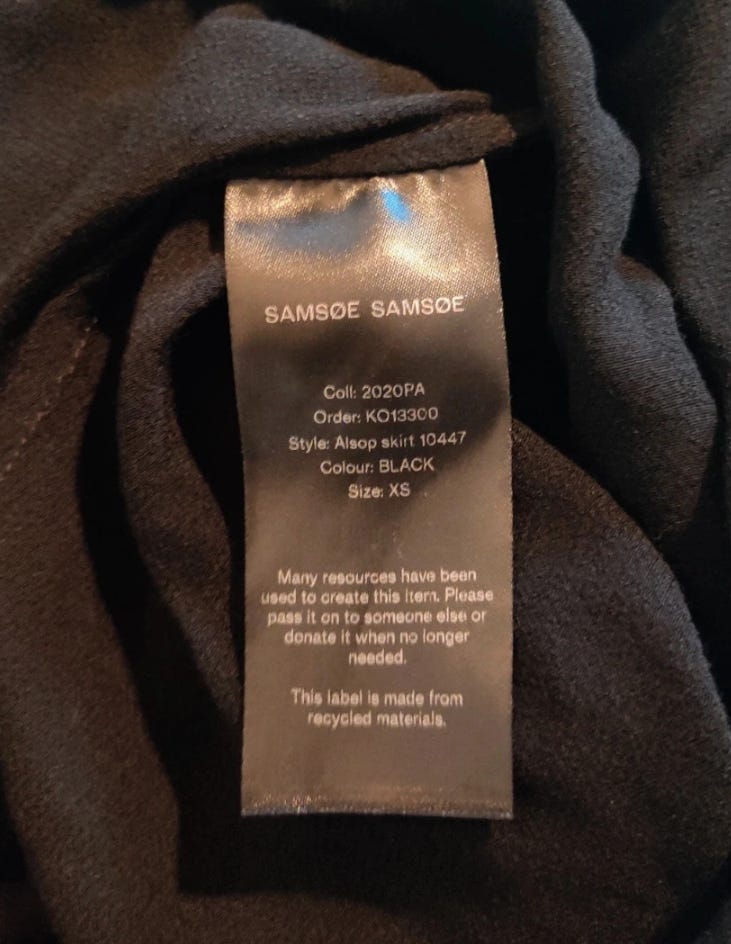 SAMSØE SAMSØE
Coll: 2020PA
Order: KO13300
Style: Alsop skirt 10447
Colour: BLACK
Size: XS
Many resources have been
used to create this item. Please
pass it on to someone else or
donate it when no longer
needed.
This label is made from
recycled materials.